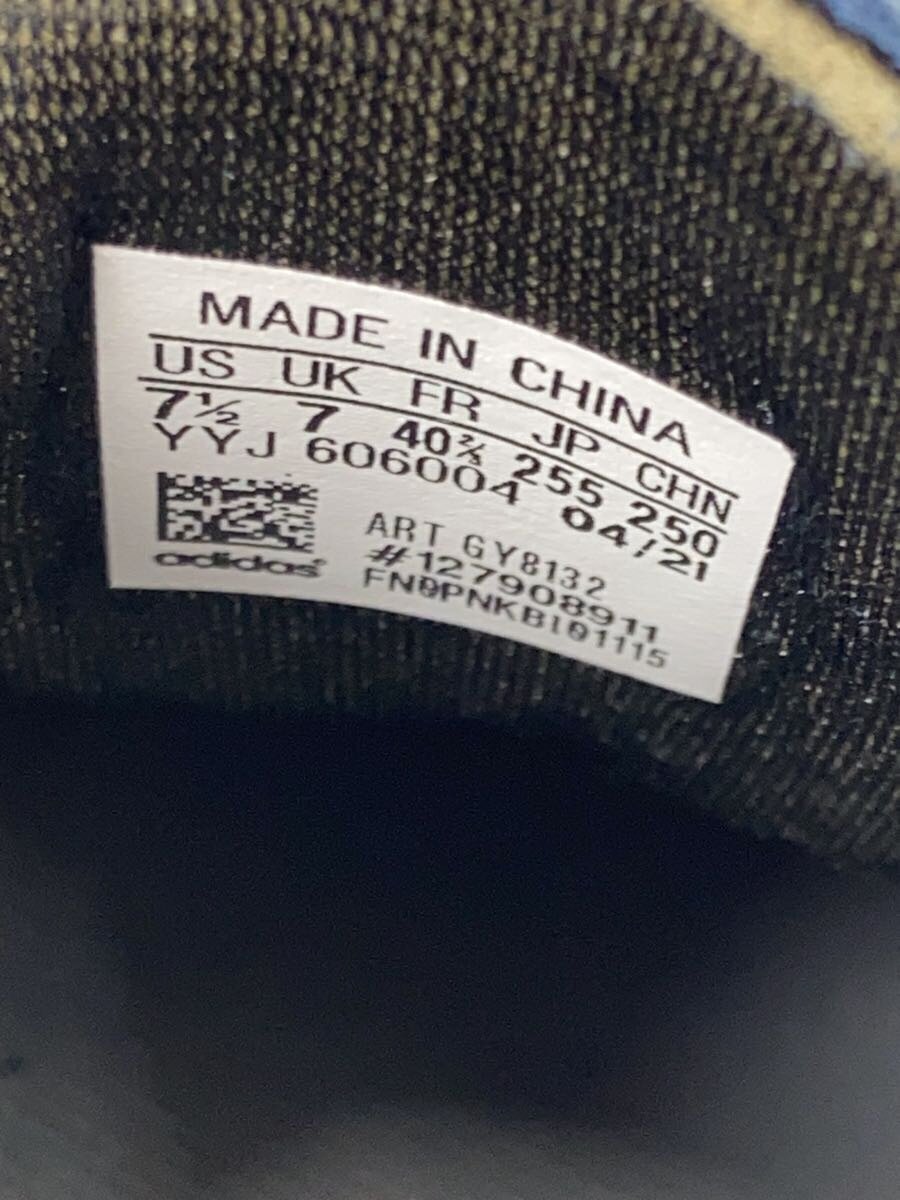 MADE IN CHINA
US UK FR JP CHN
7½ 7 40⅔ 255 250
YYJ 606004 04/21
ART GY8132
#127908911
FN0PNKBI01115
adidas